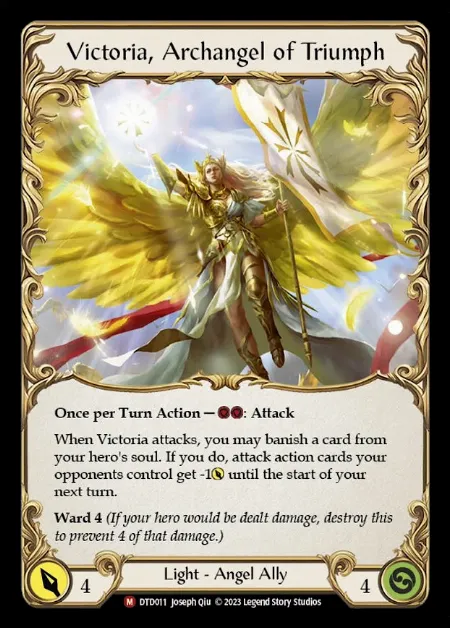 Victoria, Archangel of Triumph
Once per Turn Action — : Attack
When Victoria attacks, you may banish a card from
your hero's soul. If you do, attack action cards your
opponents control get -1 until the start of your
next turn.
Ward 4 (If your hero would be dealt damage, destroy this
to prevent 4 of that damage.)
4
Light - Angel Ally
4
M DTD011 Joseph Qiu © 2023 Legend Story Studios